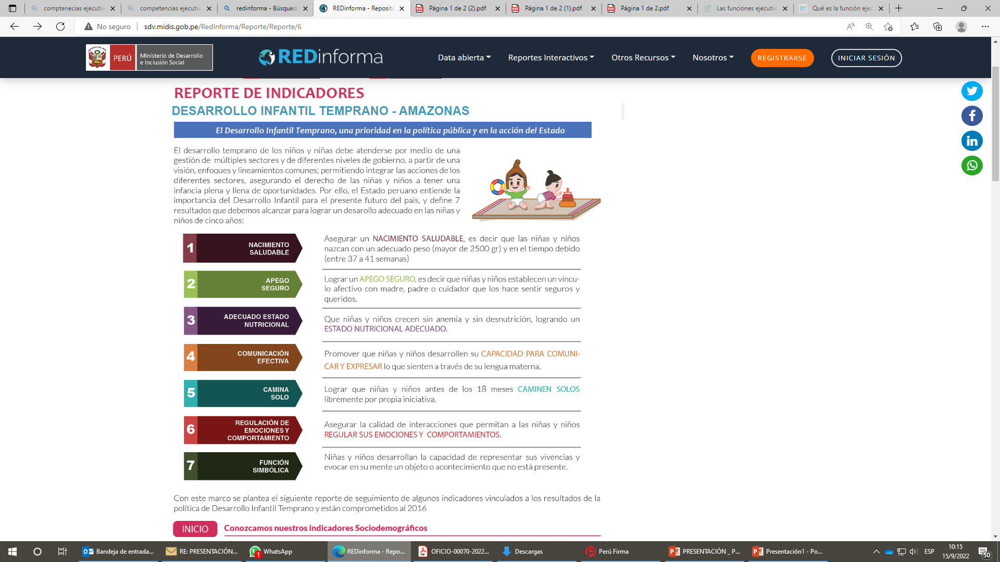 comptenecias ejecutiv
competencias ejecutiv
redinforma - Búsqued
REDinforma - Reposito
Página 1 de 2 (2).pdf
Página 1 de 2 (1).pdf
Página 1 de 2.pdf
Las funciones ejecutiva
Qué es la función ejec
No seguro
sdv.midis.gob.pe/RedInforma/Reporte/Reporte/6
PERÚ
Ministerio de Desarrollo
e Inclusión Social
REDinforma
Data abierta
Reportes Interactivos
Otros Recursos
Nosotros
REGISTRARSE
INICIAR SESIÓN
REPORTE DE INDICADORES
DESARROLLO INFANTIL TEMPRANO - AMAZONAS
El Desarrollo Infantil Temprano, una prioridad en la política pública y en la acción del Estado
El desarrollo temprano de los niños y niñas debe atenderse por medio de una
gestión de múltiples sectores y de diferentes niveles de gobierno, a partir de una
visión, enfoques y lineamientos comunes; permitiendo integrar las acciones de los
diferentes sectores, asegurando el derecho de las niñas y niños a tener una
infancia plena y llena de oportunidades. Por ello, el Estado peruano entiende la
importancia del Desarrollo Infantil para el presente futuro del país, y define 7
resultados que debemos alcanzar para lograr un desarollo adecuado en las niñas y
niños de cinco años:
1
NACIMIENTO
SALUDABLE
Asegurar un NACIMIENTO SALUDABLE, es decir que las niñas y niños
nazcan con un adecuado peso (mayor de 2500 gr) y en el tiempo debido
(entre 37 a 41 semanas)
2
APEGO
SEGURO
Lograr un APEGO SEGURO, es decir que niñas y niños establecen un víncu-
lo afectivo con madre, padre o cuidador que los hace sentir seguros y
queridos.
3
ADECUADO ESTADO
NUTRICIONAL
Que niñas y niños crecen sin anemia y sin desnutrición, logrando un
ESTADO NUTRICIONAL ADECUADO.
4
COMUNICACIÓN
EFECTIVA
Promover que niñas y niños desarrollen su CAPACIDAD PARA COMUNI-
CAR Y EXPRESAR lo que sienten a través de su lengua materna.
5
CAMINA
SOLO
Lograr que niñas y niños antes de los 18 meses CAMINEN SOLOS
libremente por propia iniciativa.
6
REGULACIÓN DE
EMOCIONES Y
COMPORTAMIENTO
Asegurar la calidad de interacciones que permitan a las niñas y niños
REGULAR SUS EMOCIONES Y COMPORTAMIENTOS.
7
FUNCIÓN
SIMBÓLICA
Niñas y niños desarrollan la capacidad de representar sus vivencias y
evocar en su mente un objeto o acontecimiento que no está presente.
Con este marco se plantea el siguiente reporte de seguimiento de algunos indicadores vinculados a los resultados de la
política de Desarrollo Infantil Temprano y están comprometidos al 2016
INICIO
Conozcamos nuestros indicadores Sociodemográficos
Bandeja de entrada...
RE: PRESENTACIÓN...
1
WhatsApp
REDinforma - Repo...
OFICIO-00070-2022...
Descargas
Perú Firma
PRESENTACIÓN _ P...
Presentación1 - Po...
ESP
10:15
15/9/2022
50